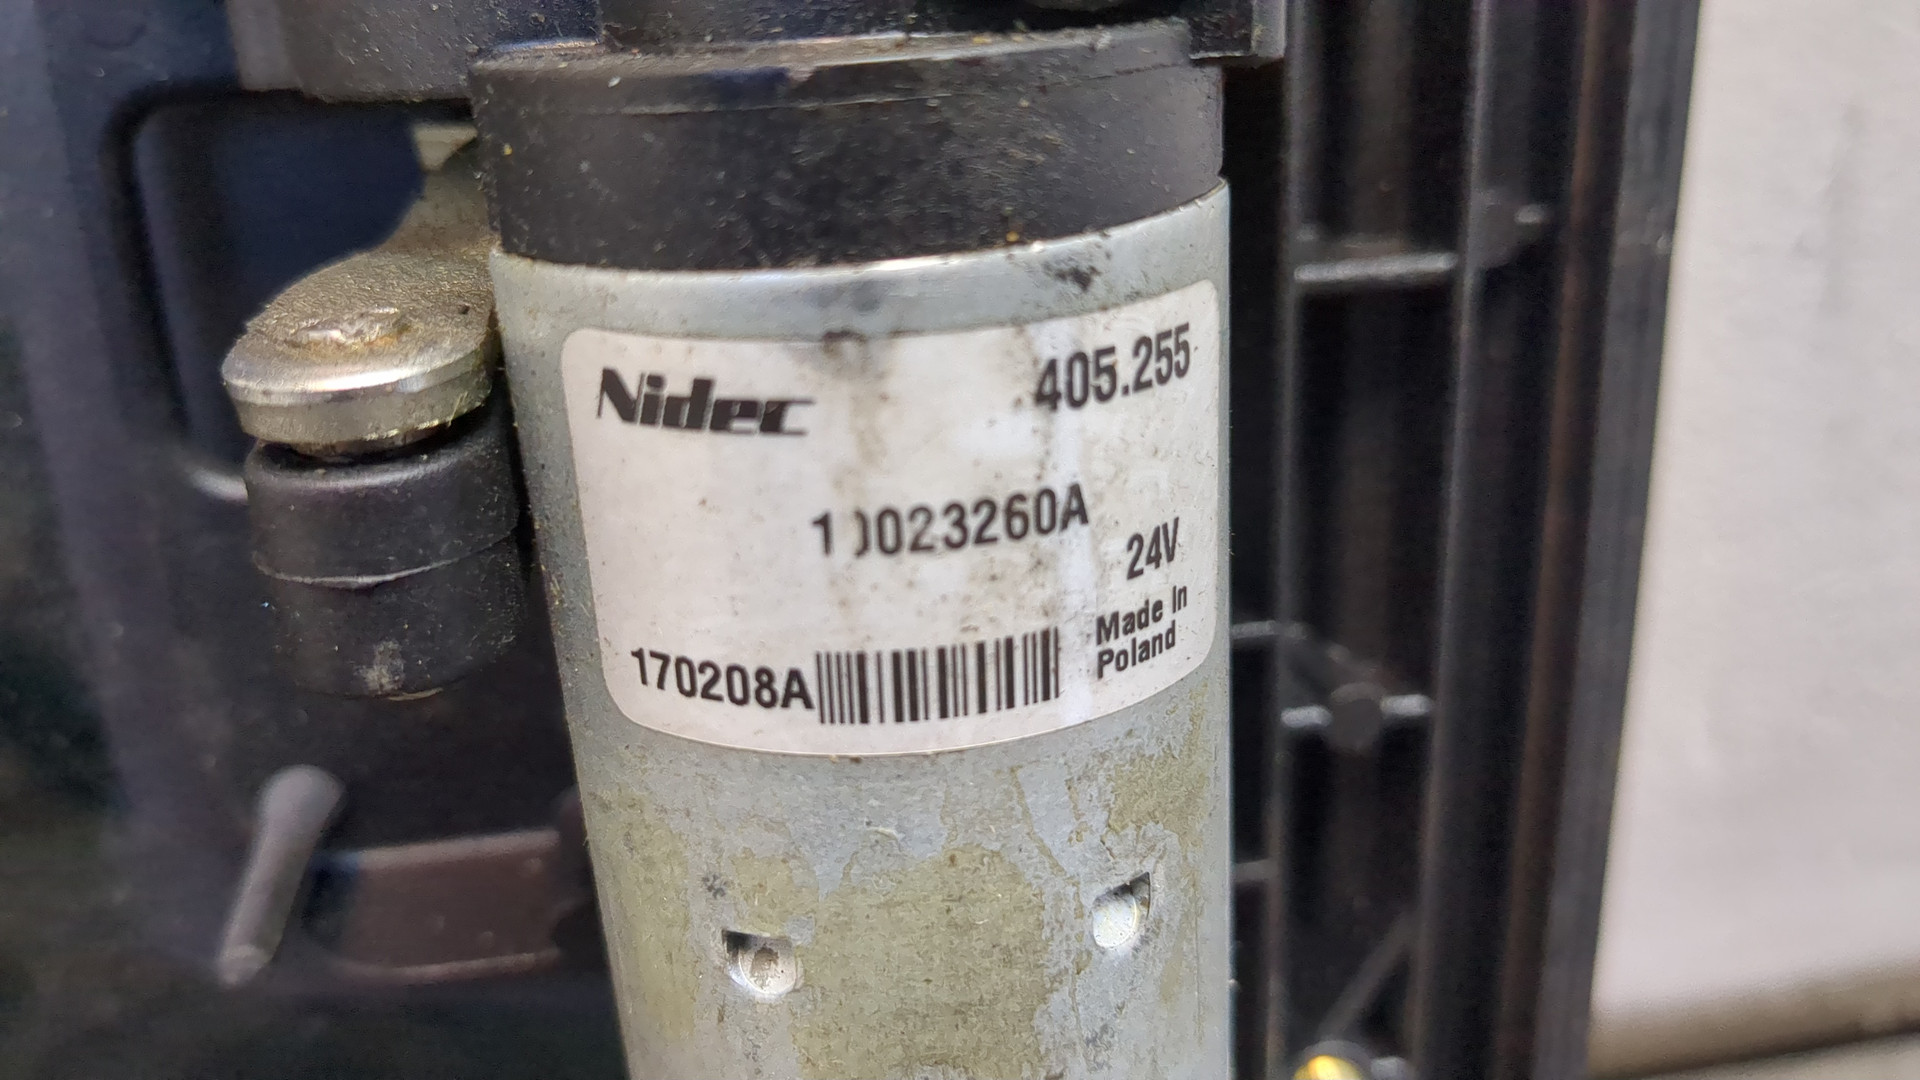 Nidec 405.255
10023260A
24V
170208A Made In
Poland